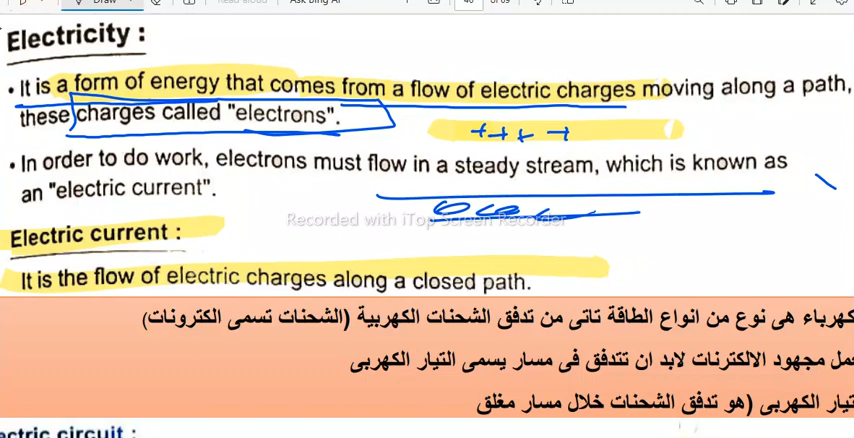 Draw
Read aloud
Ask Bing AI
Electricity :
• It is a form of energy that comes from a flow of electric charges moving along a path,
these charges called "electrons".
+ + + +
• In order to do work, electrons must flow in a steady stream, which is known as
an "electric current".
Recorded with iTop Screen Recorder
Electric current :
It is the flow of electric charges along a closed path.
كهرباء هى نوع من انواع الطاقة تاتى من تدفق الشحنات الكهربية (الشحنات تسمى الكترونات)
مجهود الالكترنات لابد ان تتدفق فى مسار يسمى التيار الكهربى
تيار الكهربى (هو تدفق الشحنات خلال مسار مغلق
ectric circuit :